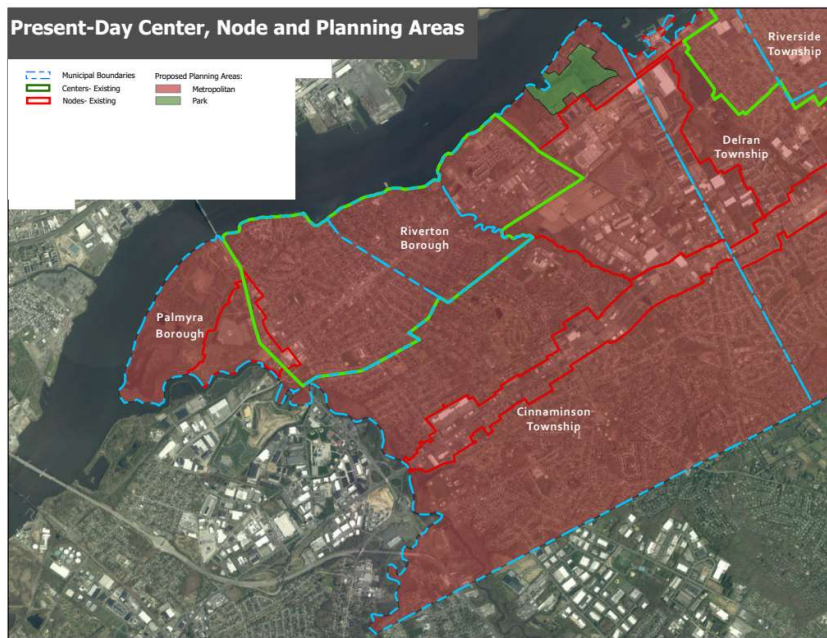 Present-Day Center, Node and Planning Areas
Municipal Boundaries
Centers- Existing
Nodes- Existing
Proposed Planning Areas:
Metropolitan
Park
Riverside
Township
Delran
Township
Riverton
Borough
Palmyra
Borough
Cinnaminson
Township